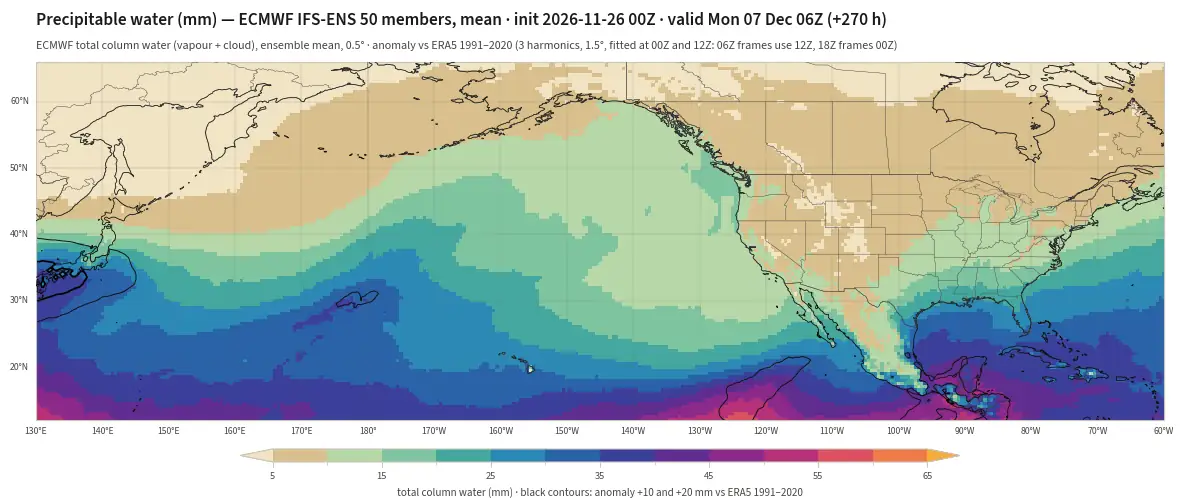 Precipitable water (mm) — ECMWF IFS-ENS 50 members, mean · init 2026-11-26 00Z · valid Mon 07 Dec 06Z (+270 h)
ECMWF total column water (vapour + cloud), ensemble mean, 0.5° · anomaly vs ERA5 1991–2020 (3 harmonics, 1.5°, fitted at 00Z and 12Z: 06Z frames use 12Z, 18Z frames 00Z)
60°N
50°N
40°N
30°N
20°N
130°E 140°E 150°E 160°E 170°E 180° 170°W 160°W 150°W 140°W 130°W 120°W 110°W 100°W 90°W 80°W 70°W 60°W
5 15 25 35 45 55 65
total column water (mm) · black contours: anomaly +10 and +20 mm vs ERA5 1991–2020